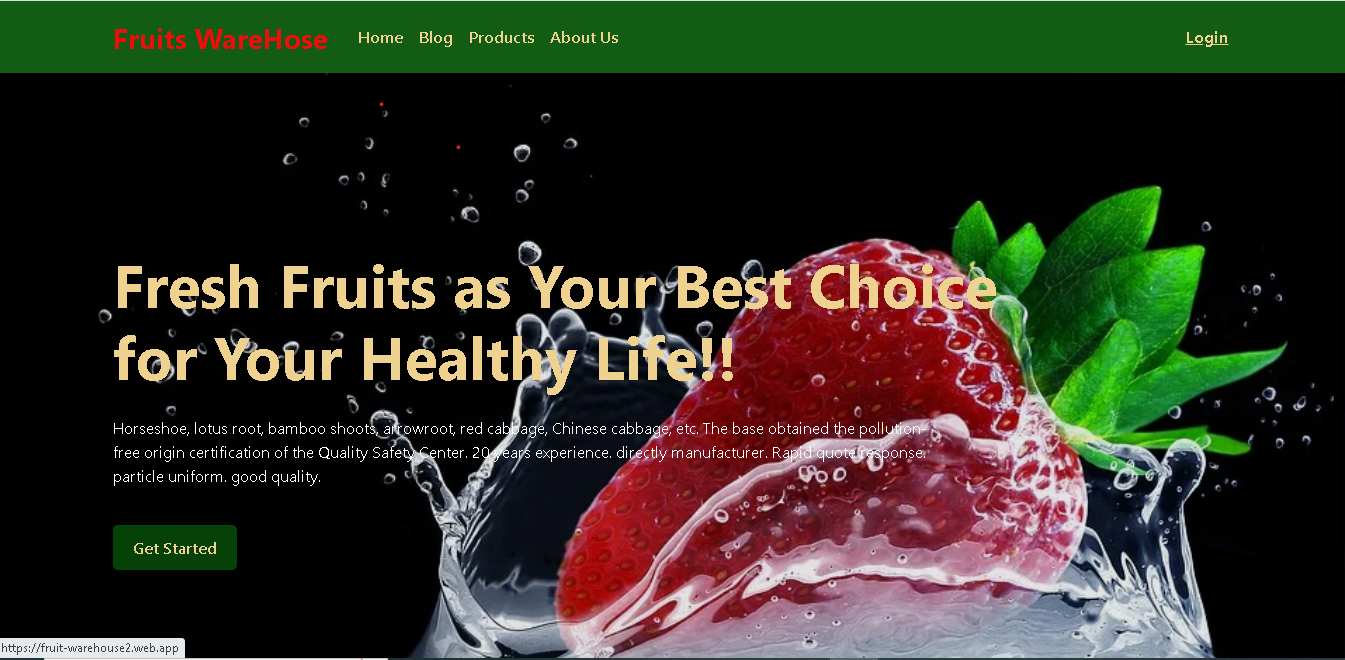 Fruits WareHose
Home Blog Products About Us
Login
Fresh Fruits as Your Best Choice
for Your Healthy Life!!
Horseshoe, lotus root, bamboo shoots, arrowroot, red cabbage, Chinese cabbage, etc. The base obtained the pollution-
free origin certification of the Quality Safety Center. 20 years experience. directly manufacturer. Rapid quote response.
particle uniform. good quality.
Get Started
https://fruit-warehouse2.web.app